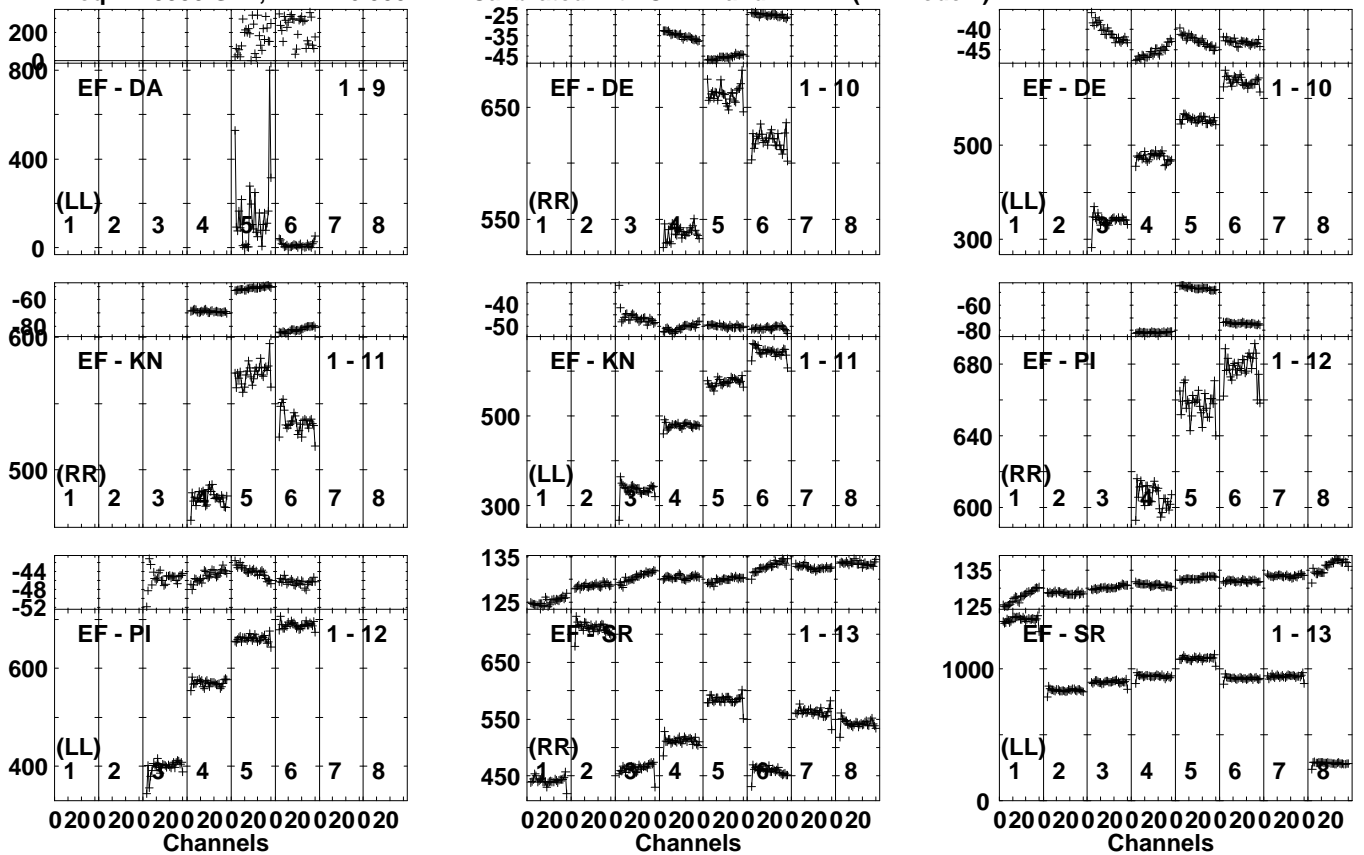 200
0
800
EF - DA
1 - 9
400
0
(LL)
1 2 3 4 5 6 7 8
-25
-35
-45
EF - DE
1 - 10
650
550
(RR)
1 2 3 4 5 6 7 8
-40
-45
EF - DE
1 - 10
500
300
(LL)
1 2 3 4 5 6 7 8
-60
-80
600
EF - KN
1 - 11
500
(RR)
1 2 3 4 5 6 7 8
-40
-50
EF - KN
1 - 11
500
300
(LL)
1 2 3 4 5 6 7 8
-60
-80
EF - PI
1 - 12
680
640
600
(RR)
1 2 3 4 5 6 7 8
-44
-48
-52
EF - PI
1 - 12
600
400
(LL)
1 2 3 4 5 6 7 8
0 20 0 20 0 20 0 20 0 20 0 20 0 20 0 20
Channels
135
125
EF - SR
1 - 13
650
550
450
(RR)
1 2 3 4 5 6 7 8
0 20 0 20 0 20 0 20 0 20 0 20 0 20 0 20
Channels
135
125
EF - SR
1 - 13
1000
0
(LL)
1 2 3 4 5 6 7 8
0 20 0 20 0 20 0 20 0 20 0 20 0 20 0 20
Channels